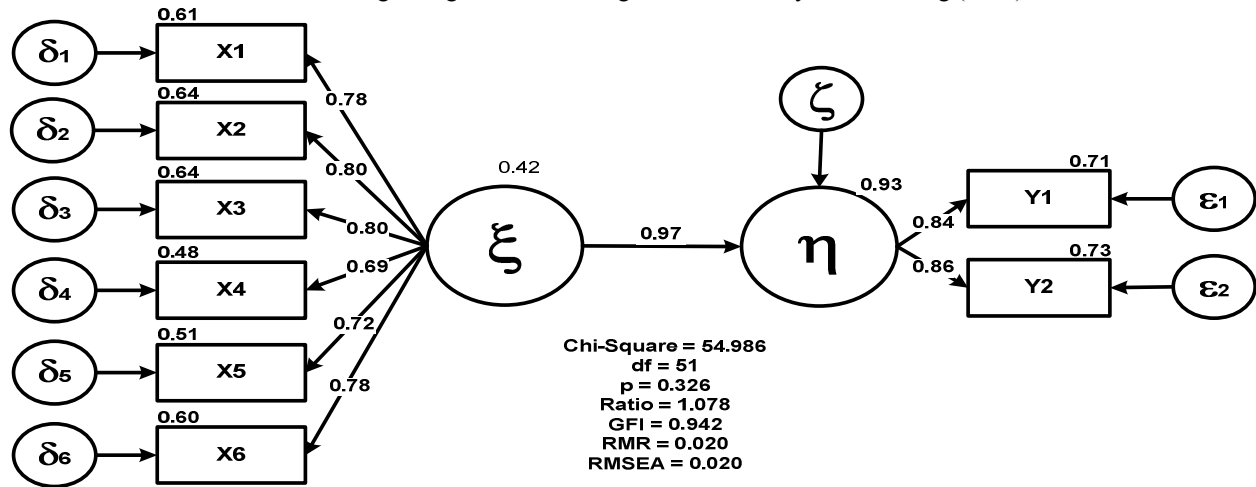 0.61
δ1
X1
0.78
0.64
δ2
X2
0.80
0.64
δ3
X3
0.80
0.48
δ4
X4
0.69
0.51
δ5
X5
0.72
0.60
δ6
X6
0.78
0.42
ξ
0.97
ζ
0.93
η
0.84
0.71
Y1
ε1
0.86
0.73
Y2
ε2
Chi-Square = 54.986
df = 51
p = 0.326
Ratio = 1.078
GFI = 0.942
RMR = 0.020
RMSEA = 0.020